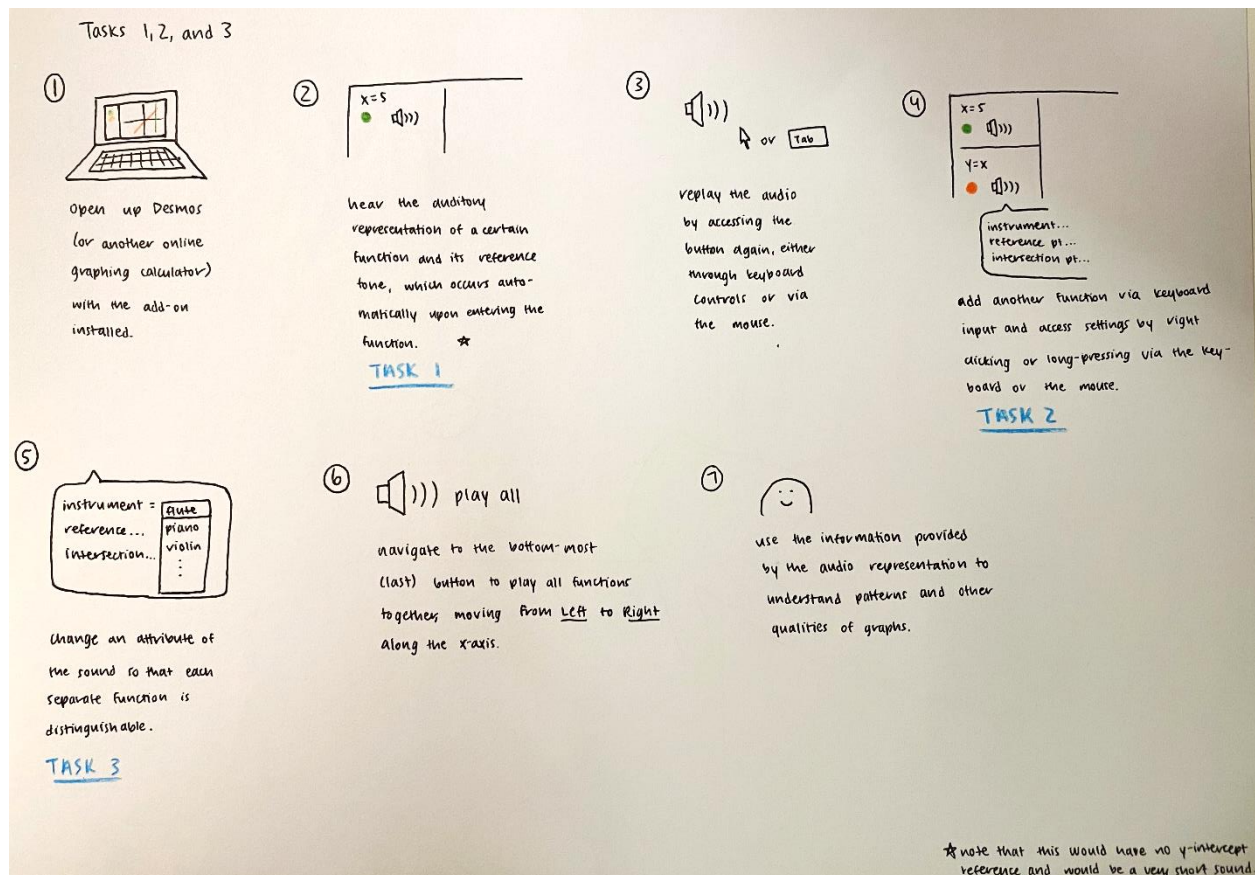 Tasks 1, 2, and 3
①
open up Desmos
(or another online
graphing calculator)
with the add-on
installed.
②
x=5
hear the auditory
representation of a certain
function and its reference
tone, which occurs auto-
matically upon entering the
function. ☆
TASK 1
③
or Tab
replay the audio
by accessing the
button again, either
through keyboard
controls or via
the mouse.
④
x=5
y=x
instrument...
reference pt...
intersection pt...
add another function via keyboard
input and access settings by right
clicking or long-pressing via the key-
board or the mouse.
TASK 2
⑤
instrument = flute
reference... piano
intersection... violin
⋮
change an attribute of
the sound so that each
separate function is
distinguishable.
TASK 3
⑥
play all
navigate to the bottom-most
(last) button to play all functions
together, moving from Left to Right
along the x-axis.
⑦
use the information provided
by the audio representation to
understand patterns and other
qualities of graphs.
☆ note that this would have no y-intercept
reference and would be a very short sound